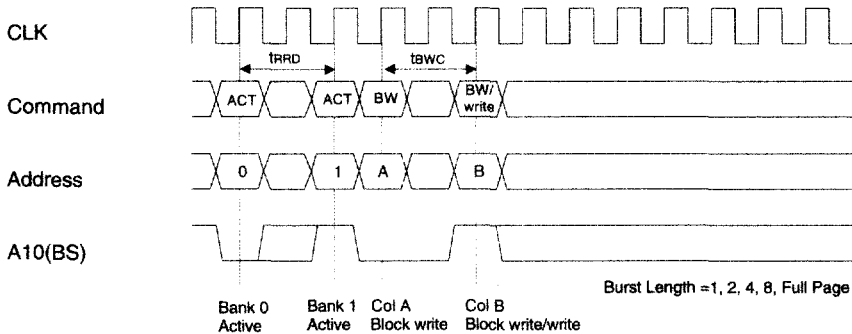 CLK
tRRD tBWC
Command ACT ACT BW BW/
write
Address 0 1 A B
A10(BS)
Burst Length =1, 2, 4, 8, Full Page
Bank 0 Bank 1 Col A Col B
Active Active Block write Block write/write